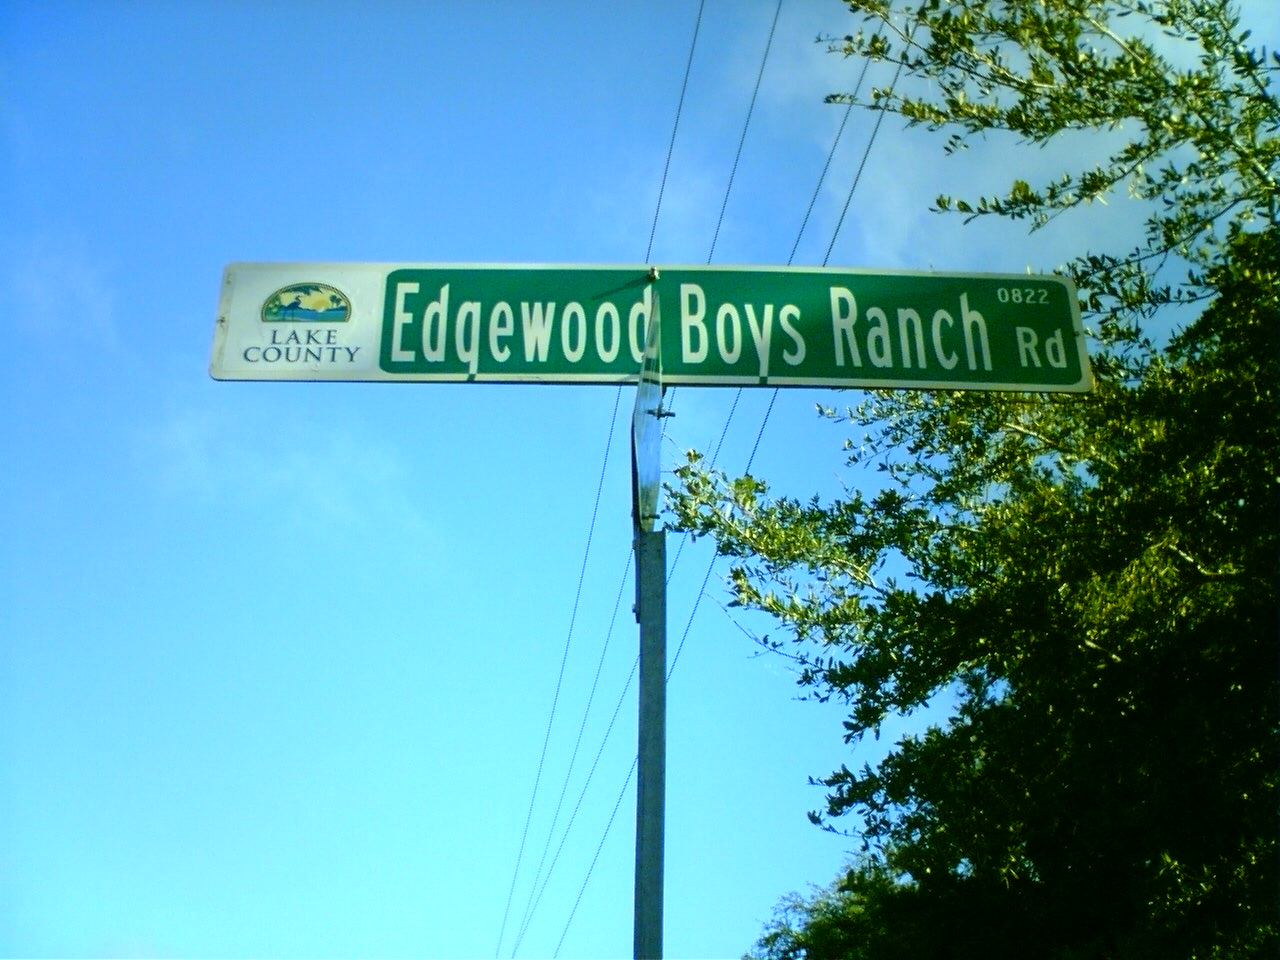 LAKE
COUNTY
Edgewood Boys Ranch Rd
0822